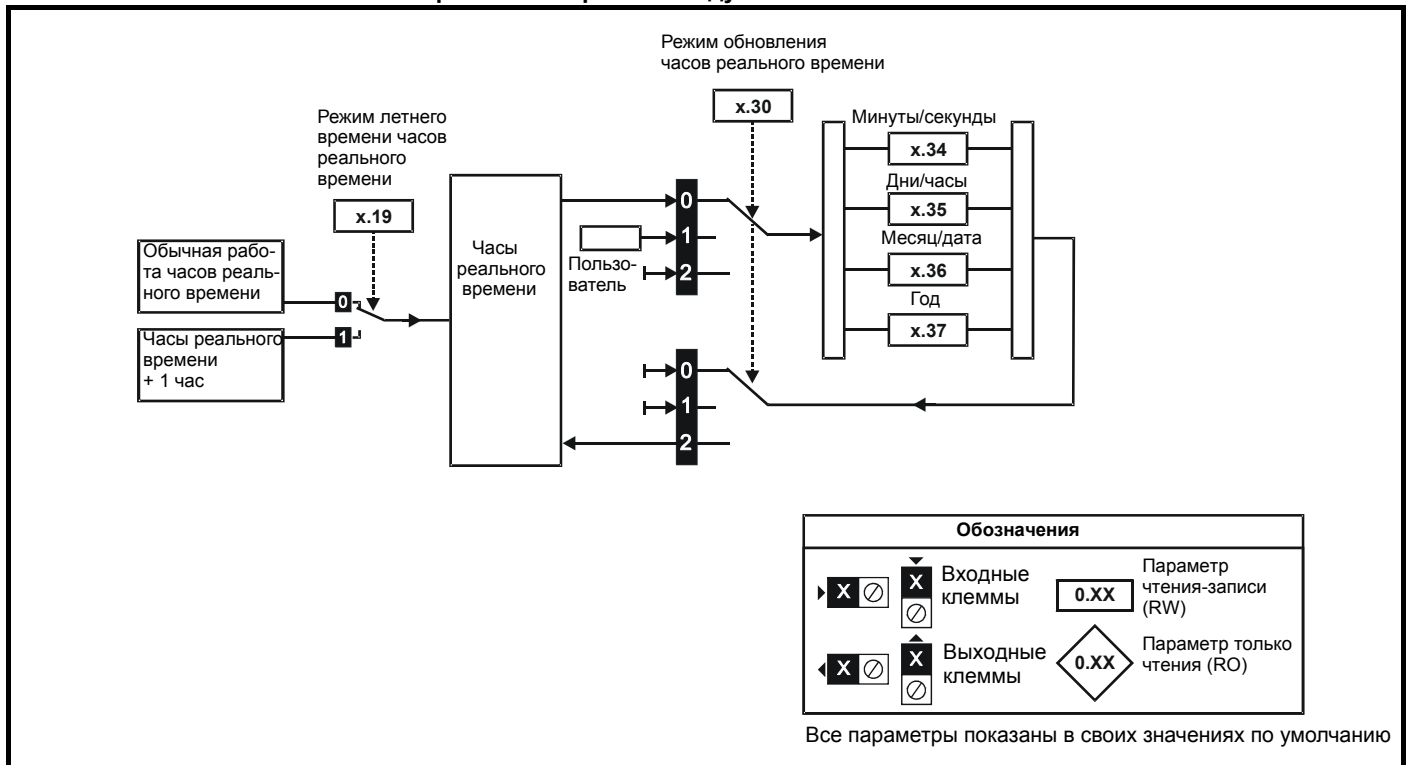 Режим обновления
часов реального времени
x.30
Режим летнего
времени часов
реального
времени
x.19
Минуты/секунды
x.34
Дни/часы
x.35
Месяц/дата
x.36
Год
x.37
0
1
2
Пользо-
ватель
Часы
реального
времени
Обычная рабо-
та часов реаль-
ного времени
0
Часы реального
времени
+ 1 час
1
0
1
2
Обозначения
X
X
Входные
клеммы
0.XX
Параметр
чтения-записи
(RW)
X
X
Выходные
клеммы
0.XX
Параметр только
чтения (RO)
Все параметры показаны в своих значениях по умолчанию